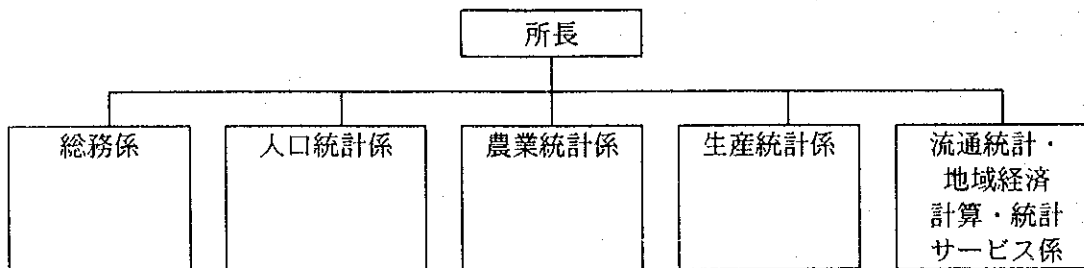 所長
総務係
人口統計係
農業統計係
生産統計係
流通統計・
地域経済
計算・統計
サービス係